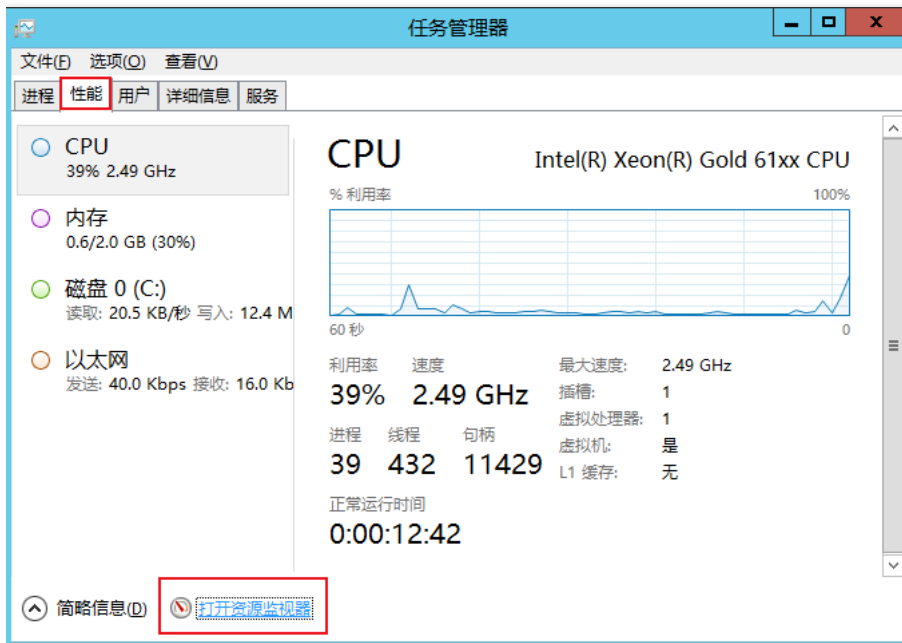 任务管理器
文件(F) 选项(O) 查看(V)
进程 性能 用户 详细信息 服务
CPU
39% 2.49 GHz
内存
0.6/2.0 GB (30%)
磁盘 0 (C:)
读取: 20.5 KB/秒 写入: 12.4 M
以太网
发送: 40.0 Kbps 接收: 16.0 Kb
CPU Intel(R) Xeon(R) Gold 61xx CPU
% 利用率 100%
60 秒 0
利用率 速度
39% 2.49 GHz
进程 线程 句柄
39 432 11429
正常运行时间
0:00:12:42
最大速度: 2.49 GHz
插槽: 1
虚拟处理器: 1
虚拟机: 是
L1 缓存: 无
简略信息(D) 打开资源监视器